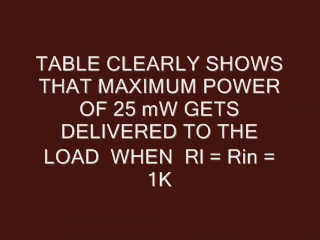 TABLE CLEARLY SHOWS
THAT MAXIMUM POWER
OF 25 mW GETS
DELIVERED TO THE
LOAD  WHEN  Rl = Rin =
1K